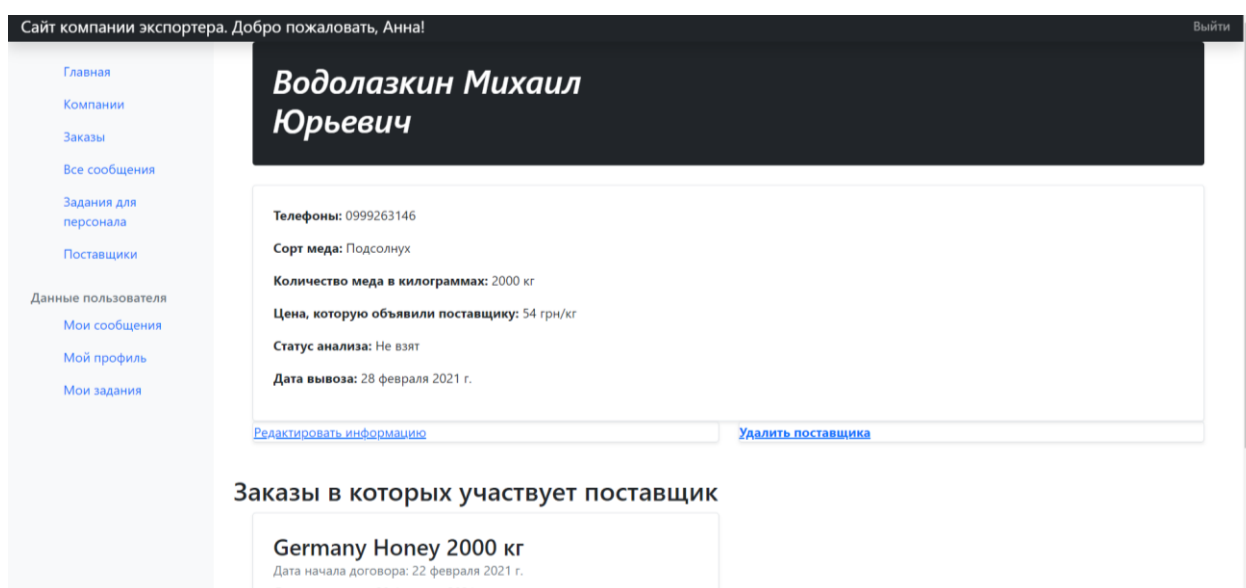 Сайт компании экспортера. Добро пожаловать, Анна!
Выйти
Главная
Компании
Заказы
Все сообщения
Задания для
персонала
Поставщики
Данные пользователя
Мои сообщения
Мой профиль
Мои задания
Водолазкин Михаил
Юрьевич
Телефоны: 0999263146
Сорт меда: Подсолнух
Количество меда в килограммах: 2000 кг
Цена, которую объявили поставщику: 54 грн/кг
Статус анализа: Не взят
Дата вывоза: 28 февраля 2021 г.
Редактировать информацию
Удалить поставщика
Заказы в которых участвует поставщик
Germany Honey 2000 кг
Дата начала договора: 22 февраля 2021 г.